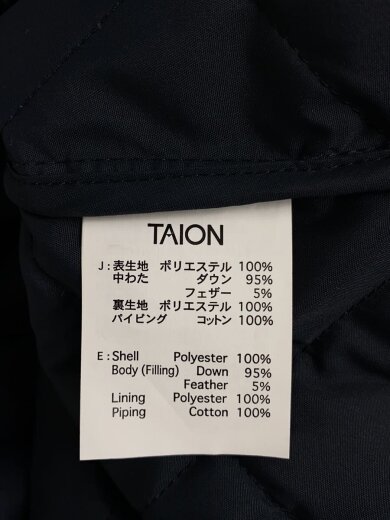 TAION
J : 表生地 ポリエステル 100%
中わた ダウン 95%
フェザー 5%
裏生地 ポリエステル 100%
パイピング コットン 100%
E : Shell Polyester 100%
Body (Filling) Down 95%
Feather 5%
Lining Polyester 100%
Piping Cotton 100%